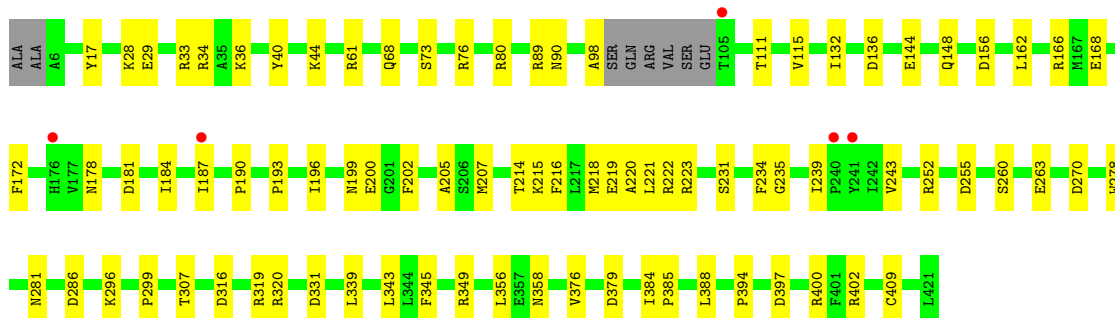 ALA ALA A6 Y17 K28 E29 R33 R34 A35 K36 Y40 K44 R61 Q68 S73 R76 R80 R89 N90 A98 SER GLN ARG VAL SER GLU T105 T111 V115 I132 D136 E144 Q148 D156 L162 R166 M167 E168
F172 H176 V177 N178 D181 I184 I187 P190 P193 I196 N199 E200 G201 F202 A205 S206 M207 T214 K215 F216 L217 M218 E219 A220 L221 R222 R223 S231 F234 G235 I239 P240 Y241 I242 V243 R252 D255 S260 E263 D270
N281 D286 K296 P299 T307 D316 R319 R320 D331 L339 L343 L344 F345 R349 L356 E357 N358 V376 D379 I384 P385 L388 P394 D397 R400 F401 R402 C409 L421